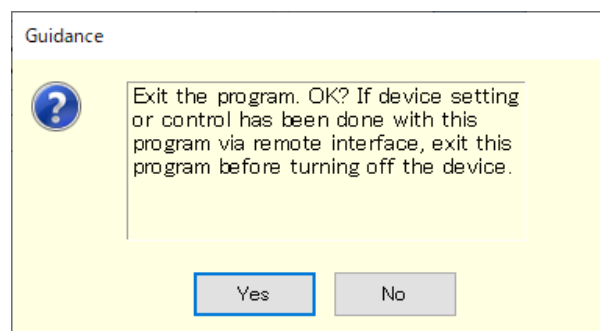 Guidance
Exit the program. OK? If device setting
or control has been done with this
program via remote interface, exit this
program before turning off the device.
Yes
No